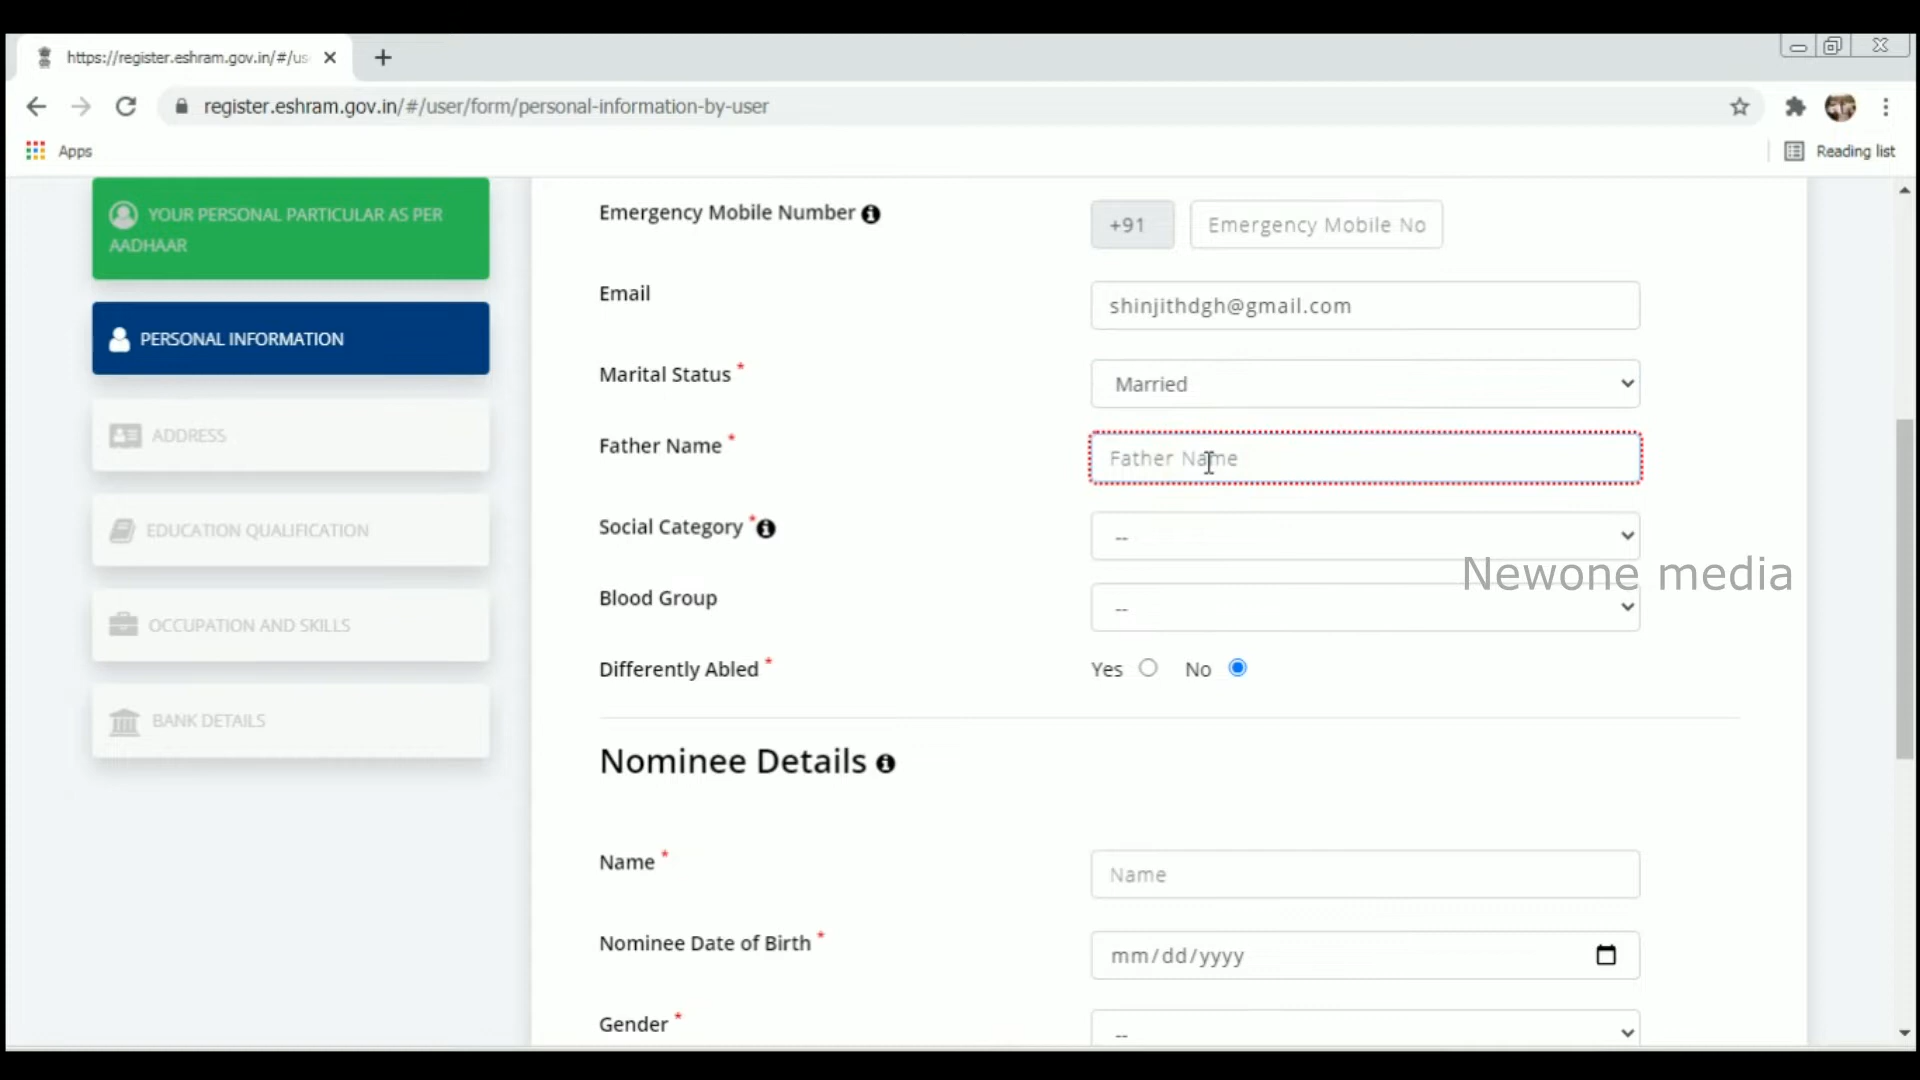 https://register.eshram.gov.in/#/us
register.eshram.gov.in/#/user/form/personal-information-by-user
Apps
Reading list
YOUR PERSONAL PARTICULAR AS PER
AADHAAR
PERSONAL INFORMATION
ADDRESS
EDUCATION QUALIFICATION
OCCUPATION AND SKILLS
BANK DETAILS
Emergency Mobile Number
+91
Emergency Mobile No
Email
shinjithdgh@gmail.com
Marital Status *
Married
Father Name *
Father Name
Social Category *
--
Newone media
Blood Group
--
Differently Abled *
Yes No
Nominee Details
Name *
Name
Nominee Date of Birth *
mm/dd/yyyy
Gender *
--